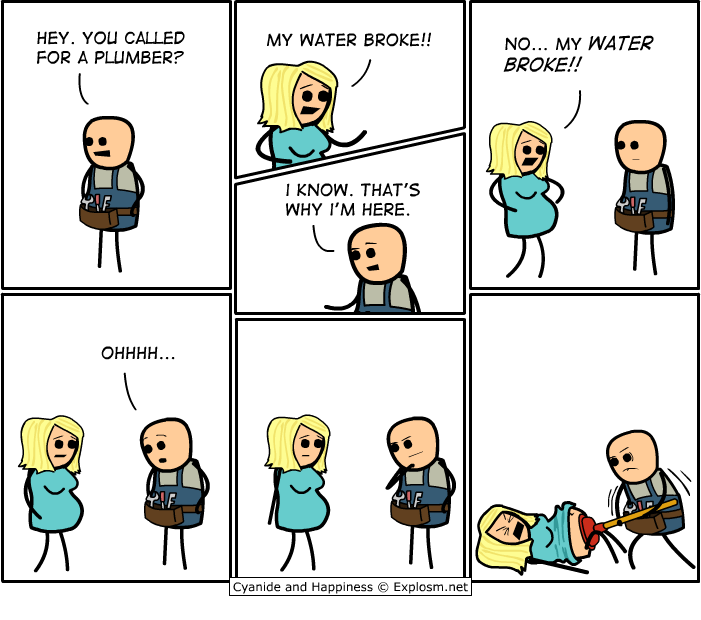 HEY. YOU CALLED
FOR A PLUMBER?
MY WATER BROKE!!
I KNOW. THAT'S
WHY I'M HERE.
NO... MY WATER
BROKE!!
OHHHH...
Cyanide and Happiness © Explosm.net